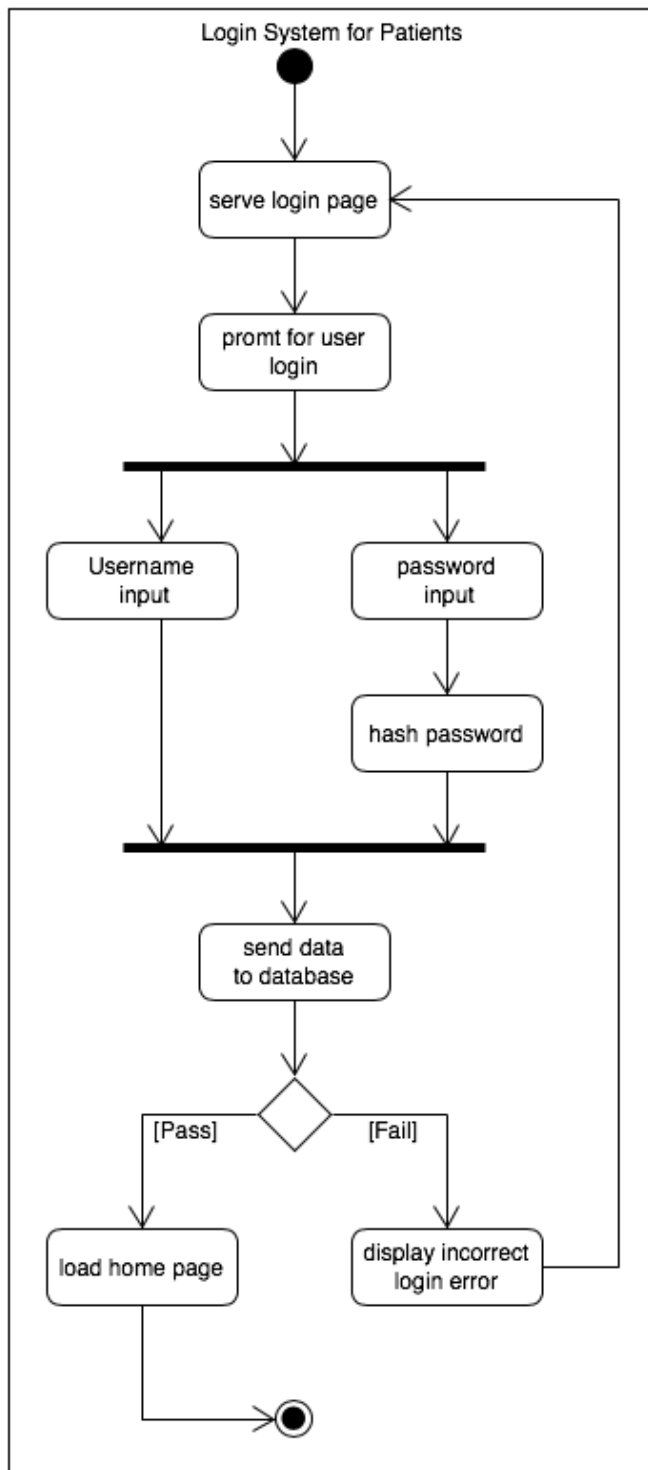 Login System for Patients
serve login page
promt for user
login
Username
input
password
input
hash password
send data
to database
[Pass]
[Fail]
load home page
display incorrect
login error